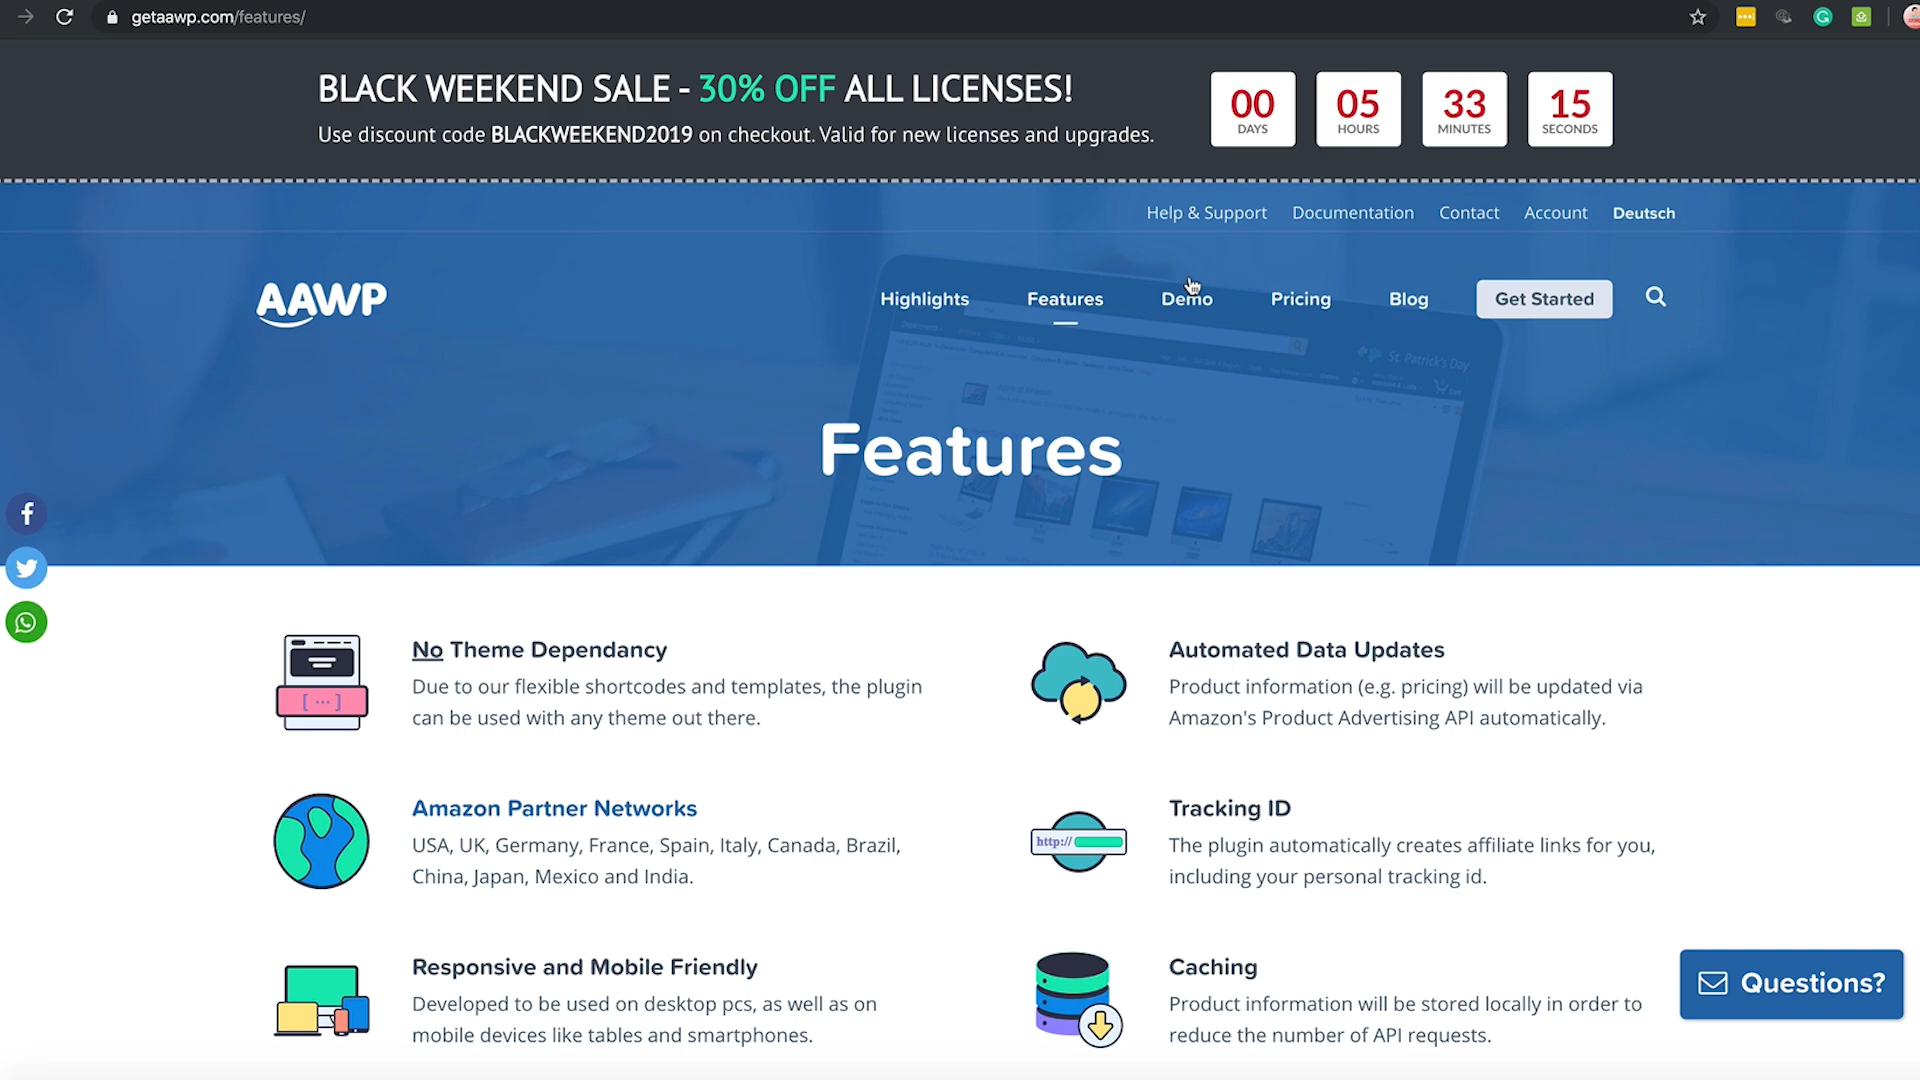 getaawp.com/features/
BLACK WEEKEND SALE - 30% OFF ALL LICENSES!
Use discount code BLACKWEEKEND2019 on checkout. Valid for new licenses and upgrades.
00 05 33 15
DAYS HOURS MINUTES SECONDS
Help & Support Documentation Contact Account Deutsch
AAWP
Highlights Features Demo Pricing Blog Get Started
St. Patrick's Day
Features
No Theme Dependancy
Due to our flexible shortcodes and templates, the plugin
can be used with any theme out there.
Automated Data Updates
Product information (e.g. pricing) will be updated via
Amazon's Product Advertising API automatically.
Amazon Partner Networks
USA, UK, Germany, France, Spain, Italy, Canada, Brazil,
China, Japan, Mexico and India.
http://
Tracking ID
The plugin automatically creates affiliate links for you,
including your personal tracking id.
Responsive and Mobile Friendly
Developed to be used on desktop pcs, as well as on
mobile devices like tables and smartphones.
Caching
Product information will be stored locally in order to
reduce the number of API requests.
Questions?